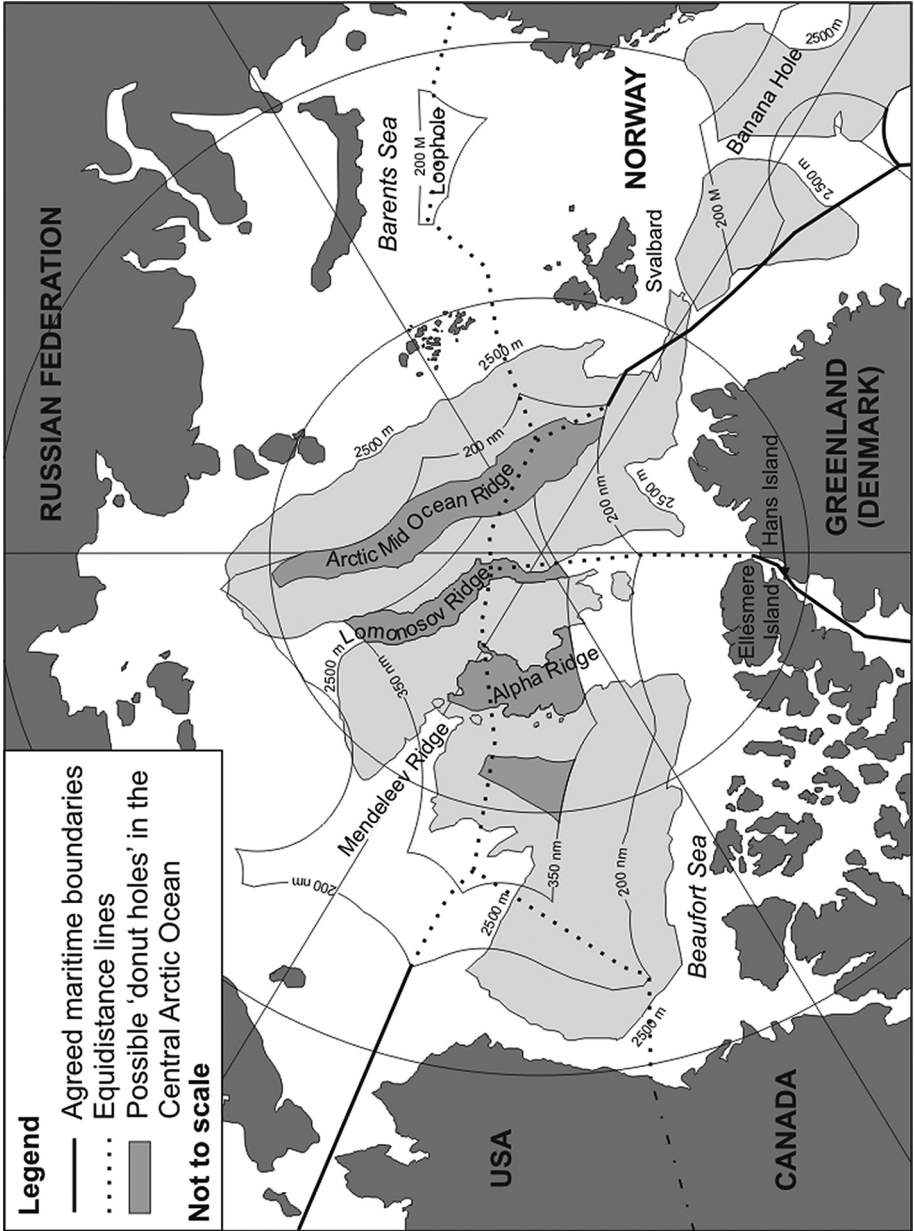 Legend
Agreed maritime boundaries
Equidistance lines
Possible 'donut holes' in the
Central Arctic Ocean
Not to scale
RUSSIAN FEDERATION
Barents Sea
200 M
Loophole
NORWAY
Svalbard
Banana Hole
2500m
200 M
2500 m
2500 m
2500 m
200 nm
Arctic Mid Ocean Ridge
Lomonosov Ridge
2500 m
350 nm
Alpha Ridge
Mendeleev Ridge
200 nm
200 nm
2500 m
GREENLAND
(DENMARK)
Hans Island
Ellesmere
Island
2500 m
350 nm
200 nm
Beaufort Sea
2500 m
USA
CANADA